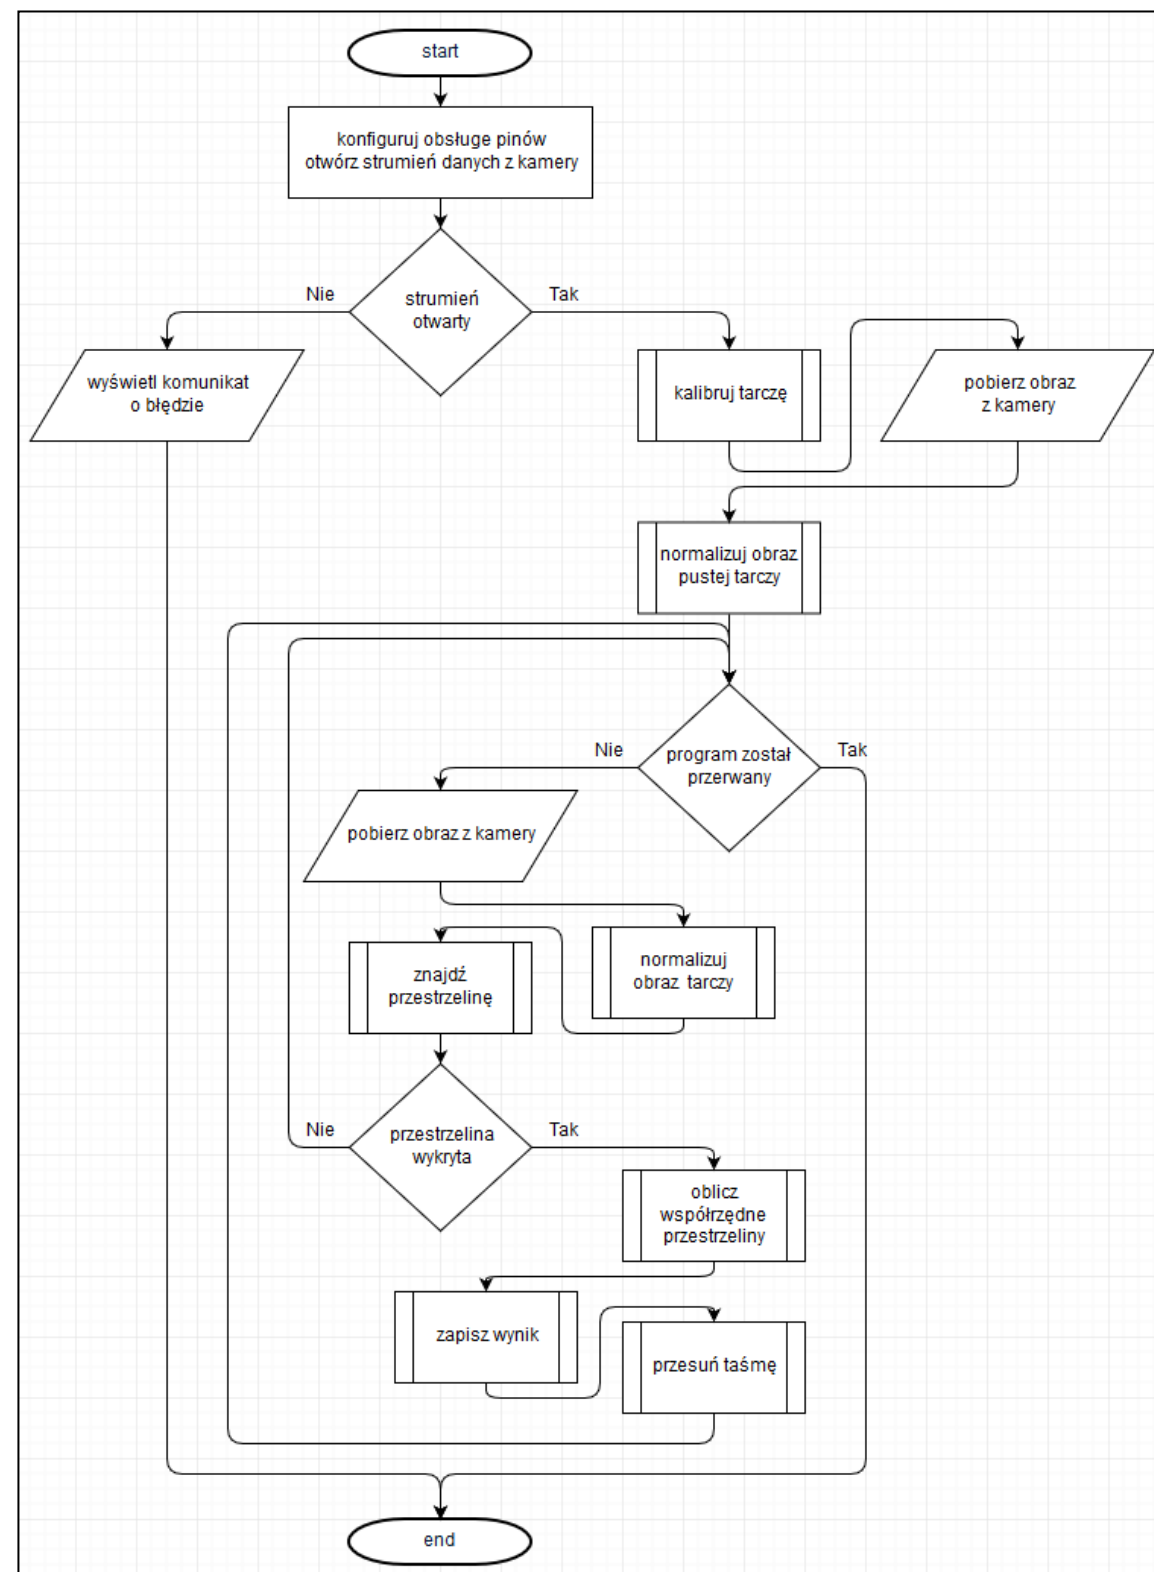 start
konfiguruj obsługe pinów
otwórz strumień danych z kamery
Nie
strumień
otwarty
Tak
wyświetl komunikat
o błędzie
kalibruj tarczę
pobierz obraz
z kamery
normalizuj obraz
pustej tarczy
Nie
program został
przerwany
Tak
pobierz obraz z kamery
normalizuj
obraz tarczy
znajdź
przestrzelinę
Nie
przestrzelina
wykryta
Tak
oblicz
współrzędne
przestrzeliny
zapisz wynik
przesuń taśmę
end